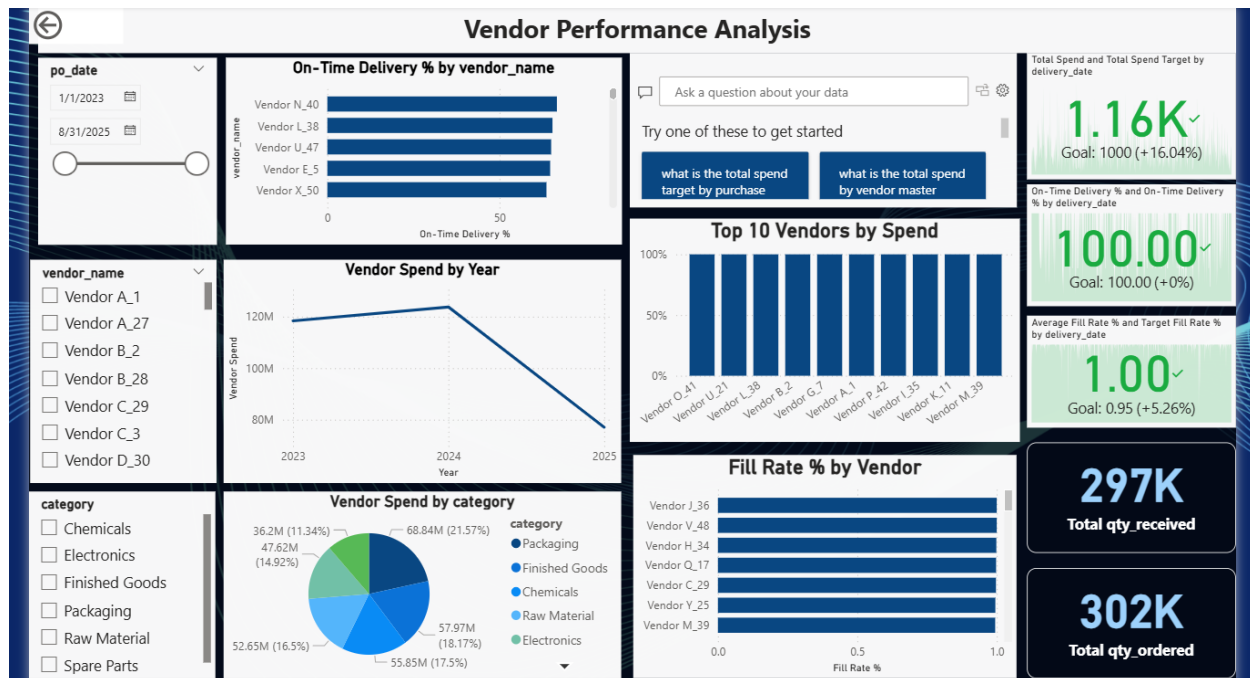 Vendor Performance Analysis
po_date
1/1/2023
8/31/2025
On-Time Delivery % by vendor_name
vendor_name
Vendor N_40
Vendor L_38
Vendor U_47
Vendor E_5
Vendor X_50
0
50
On-Time Delivery %
Ask a question about your data
Try one of these to get started
what is the total spend
target by purchase
what is the total spend
by vendor master
Total Spend and Total Spend Target by
delivery_date
1.16K
Goal: 1000 (+16.04%)
On-Time Delivery % and On-Time Delivery
% by delivery_date
100.00
Goal: 100.00 (+0%)
Average Fill Rate % and Target Fill Rate %
by delivery_date
1.00
Goal: 0.95 (+5.26%)
vendor_name
Vendor A_1
Vendor A_27
Vendor B_2
Vendor B_28
Vendor C_29
Vendor C_3
Vendor D_30
Vendor Spend by Year
Vendor Spend
120M
100M
80M
2023
2024
2025
Year
Top 10 Vendors by Spend
100%
50%
0%
Vendor O_41
Vendor U_21
Vendor L_38
Vendor B_2
Vendor G_7
Vendor A_1
Vendor P_42
Vendor I_35
Vendor K_11
Vendor M_39
category
Chemicals
Electronics
Finished Goods
Packaging
Raw Material
Spare Parts
Vendor Spend by category
36.2M (11.34%)
47.62M
(14.92%)
52.65M (16.5%)
68.84M (21.57%)
57.97M
(18.17%)
55.85M (17.5%)
category
Packaging
Finished Goods
Chemicals
Raw Material
Electronics
Fill Rate % by Vendor
Vendor J_36
Vendor V_48
Vendor H_34
Vendor Q_17
Vendor C_29
Vendor Y_25
Vendor M_39
0.0
0.5
1.0
Fill Rate %
297K
Total qty_received
302K
Total qty_ordered